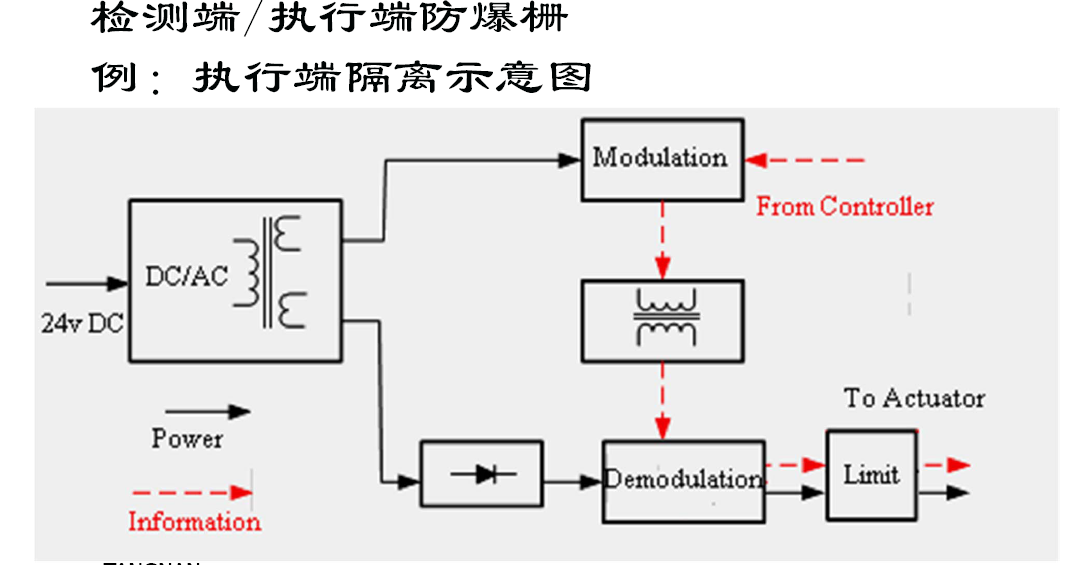 检测端/执行端防爆栅
例：执行端隔离示意图
Modulation
From Controller
DC/AC
24v DC
To Actuator
Power
Demodulation
Limit
Information